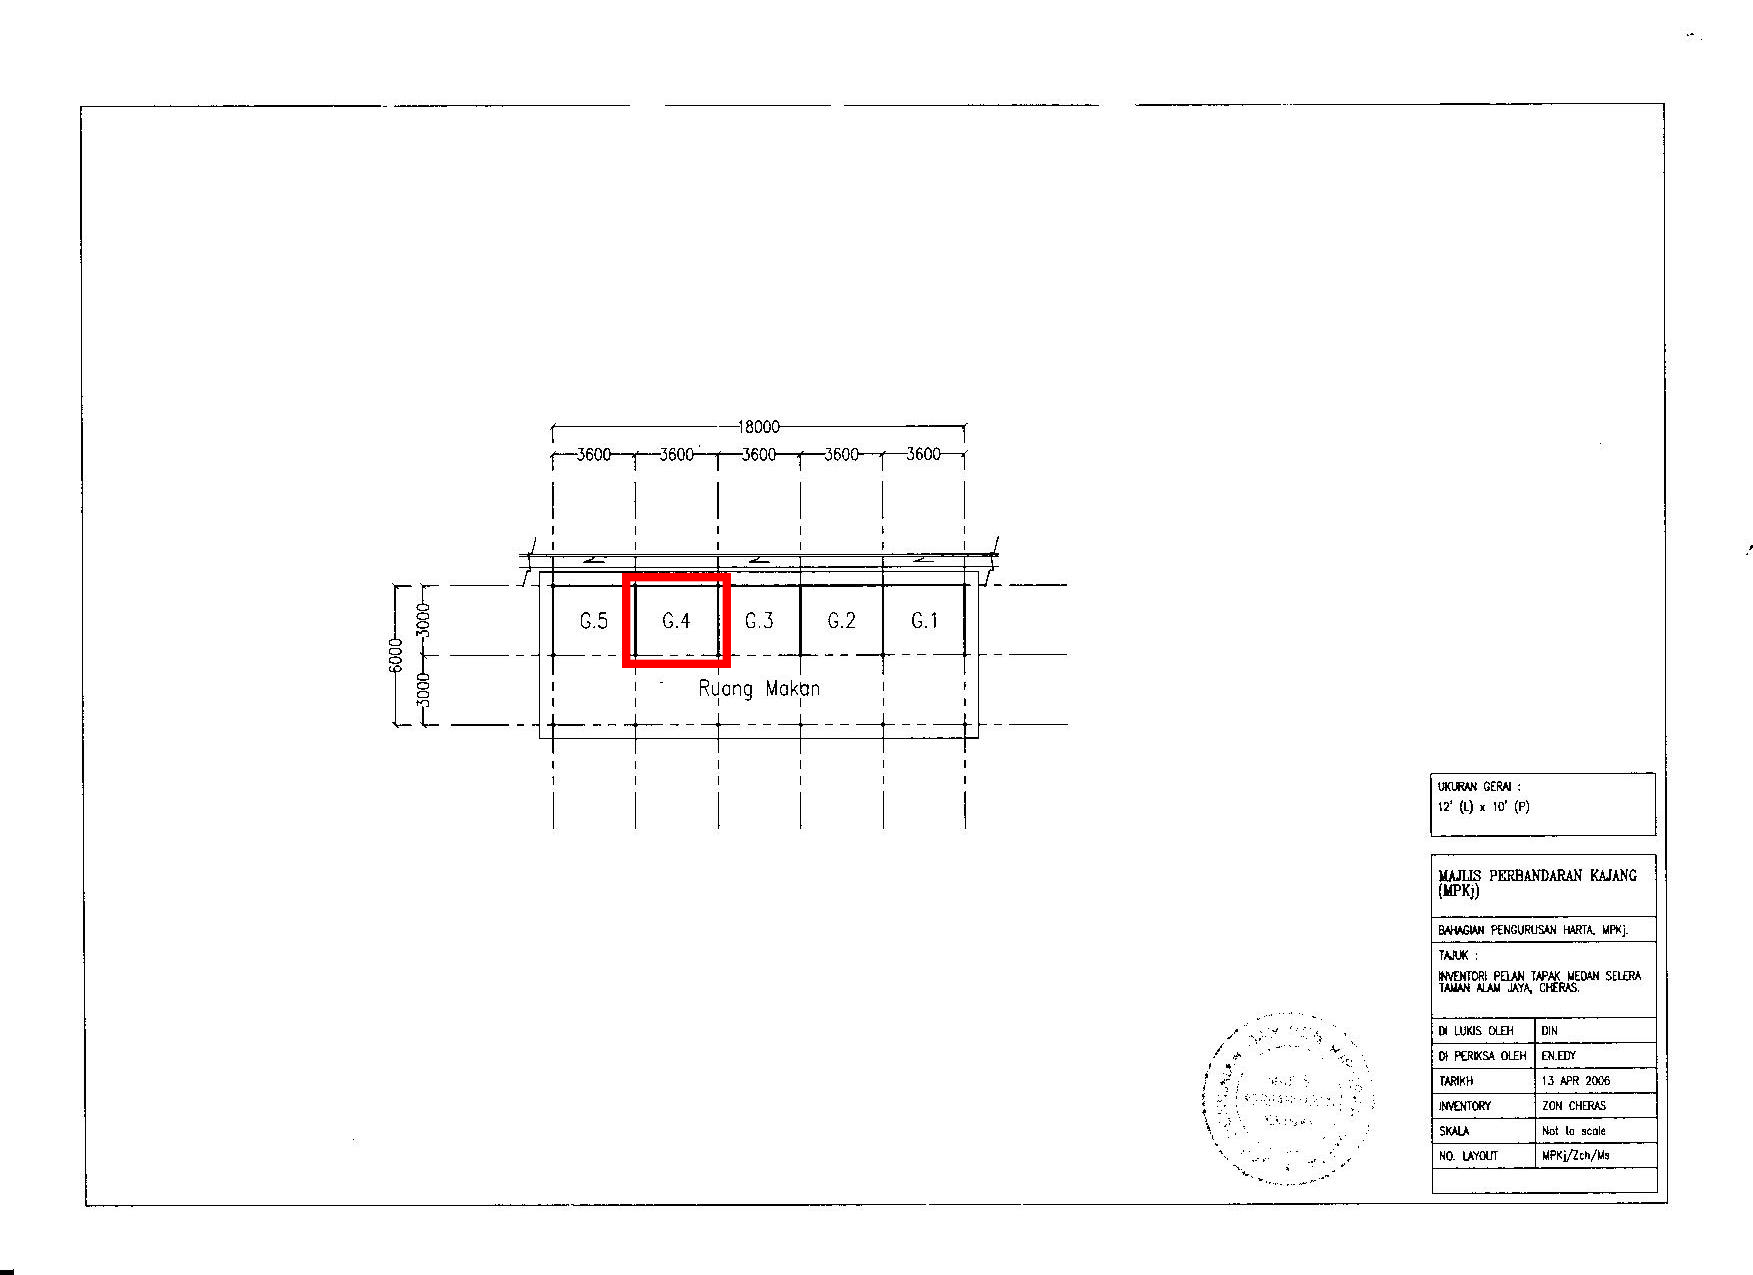 18000
3600 3600 3600 3600 3600
G.5 G.4 G.3 G.2 G.1
3000
6000
3000
Ruang Makan
UKURAN GERAI :
12' (L) x 10' (P)
MAJLIS PERBANDARAN KAJANG
(MPKj)
BAHAGIAN PENGURUSAN HARTA, MPKj.
TAJUK :
INVENTORI PELAN TAPAK MEDAN SELERA
TAMAN ALAM JAYA, CHERAS.
DI LUKIS OLEH DIN
DI PERIKSA OLEH EN.EDY
TARIKH 13 APR 2006
INVENTORY ZON CHERAS
SKALA Not to scale
NO. LAYOUT MPKj/Zch/Ms